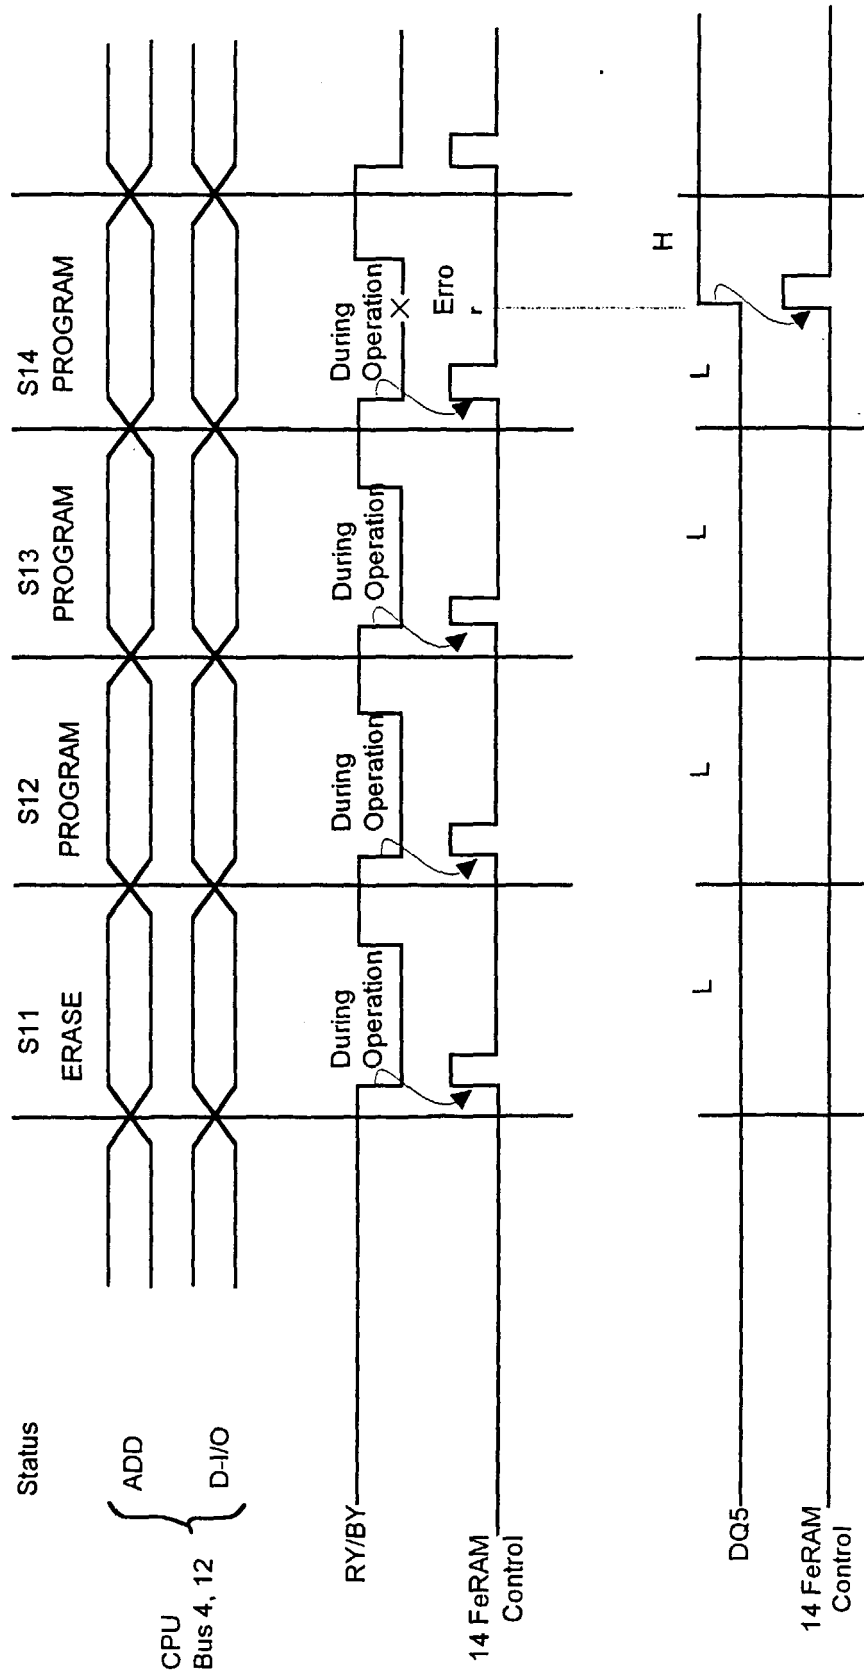 Status
S11
ERASE
S12
PROGRAM
S13
PROGRAM
S14
PROGRAM
CPU
Bus 4, 12
ADD
D-I/O
RY/BY
During
Operation
During
Operation
During
Operation
During
Operation
Erro
r
14 FeRAM
Control
DQ5
L
L
L
L
H
14 FeRAM
Control